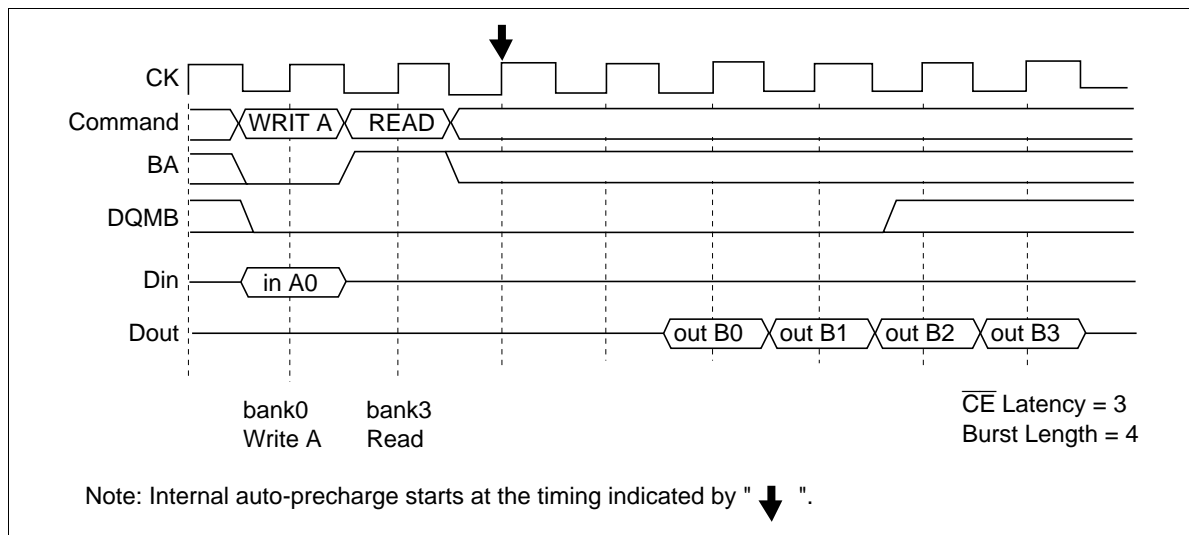 CK
Command WRIT A READ
BA
DQMB
Din in A0
Dout out B0 out B1 out B2 out B3
bank0 bank3 CE Latency = 3
Write A Read Burst Length = 4
Note: Internal auto-precharge starts at the timing indicated by " ".